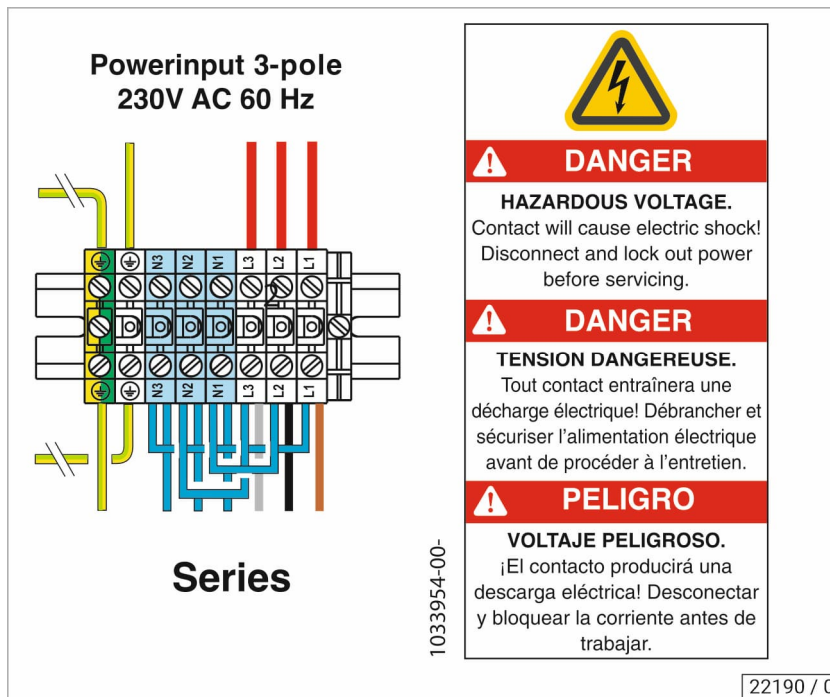 Powerinput 3-pole
230V AC 60 Hz
N3
N2
N1
L3
L2
L1
2
N3
N2
N1
L3
L2
L1
Series
DANGER
HAZARDOUS VOLTAGE.
Contact will cause electric shock!
Disconnect and lock out power
before servicing.
DANGER
TENSION DANGEREUSE.
Tout contact entraînera une
décharge électrique! Débrancher et
sécuriser l'alimentation électrique
avant de procéder à l'entretien.
PELIGRO
VOLTAJE PELIGROSO.
¡El contacto producirá una
descarga eléctrica! Desconectar
y bloquear la corriente antes de
trabajar.
1033954-00-
22190 / 0